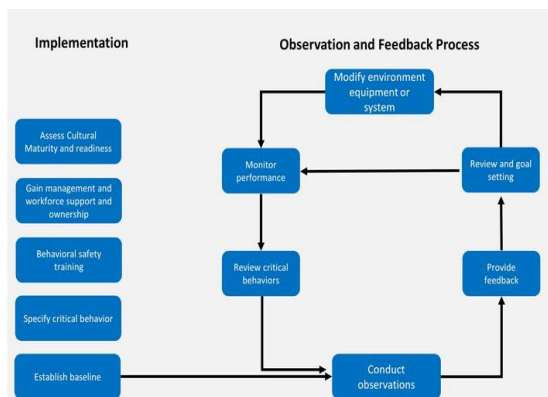 Implementation
Observation and Feedback Process
Modify environment
equipment or
system
Assess Cultural
Maturity and readiness
Monitor
performance
Review and goal
setting
Gain management and
workforce support and
ownership
Behavioral safety
training
Review critical
behaviors
Provide
feedback
Specify critical behavior
Establish baseline
Conduct
observations